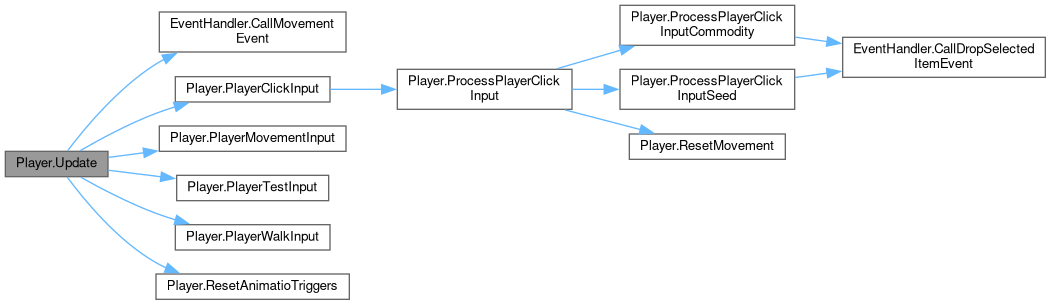 Player.Update
EventHandler.CallMovement
Event
Player.PlayerClickInput
Player.PlayerMovementInput
Player.PlayerTestInput
Player.PlayerWalkInput
Player.ResetAnimatioTriggers
Player.ProcessPlayerClick
Input
Player.ProcessPlayerClick
InputCommodity
Player.ProcessPlayerClick
InputSeed
Player.ResetMovement
EventHandler.CallDropSelected
ItemEvent